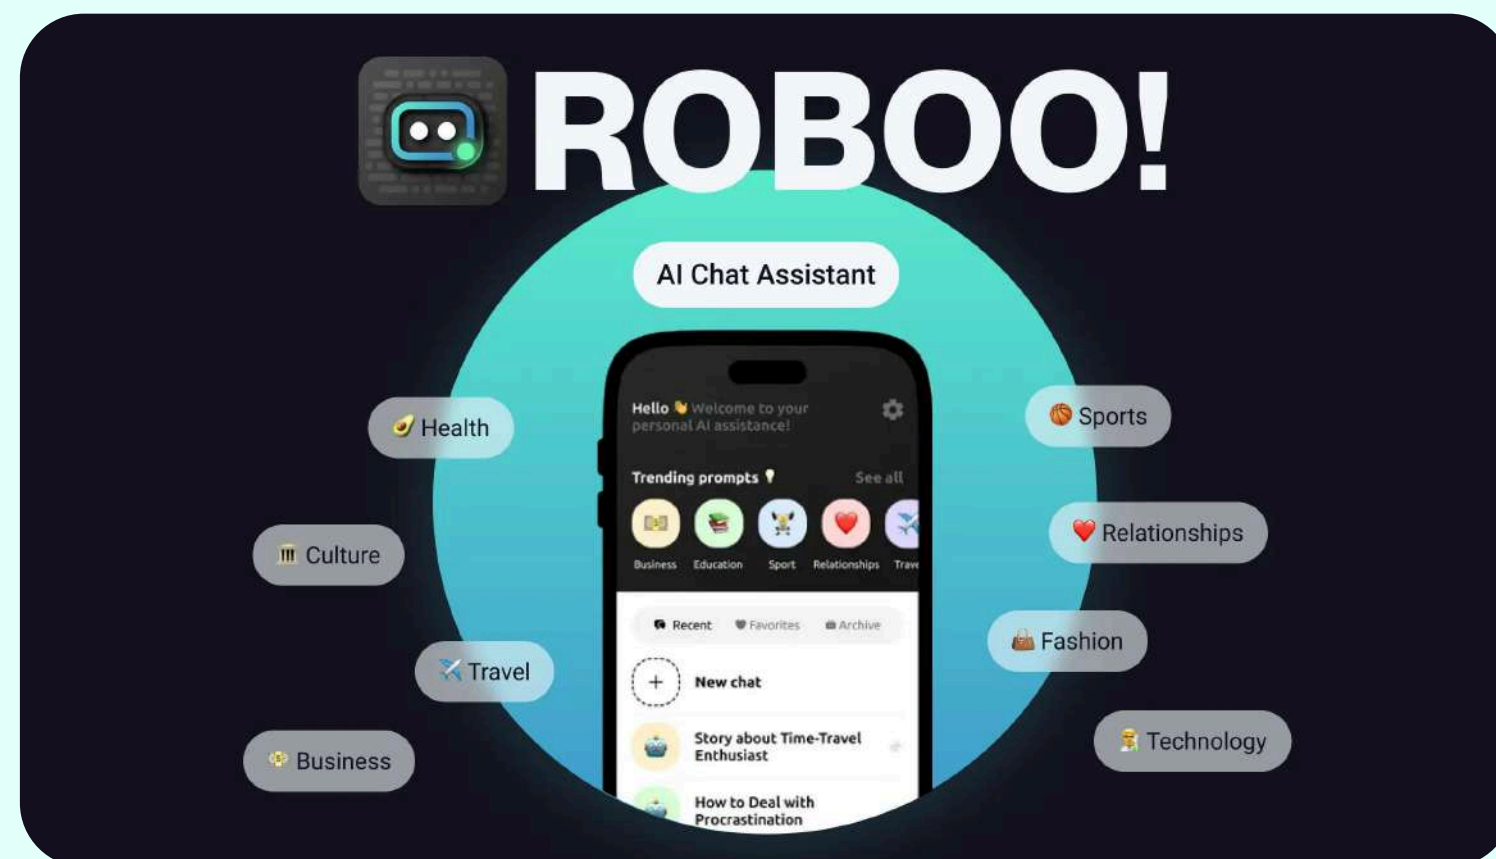 ROBOO!
AI Chat Assistant
Health
Culture
Travel
Business
Sports
Relationships
Fashion
Technology
Hello 👋 Welcome to your
personal AI assistance!
Trending prompts
See all
Business
Education
Sport
Relationships
Trave
Recent
Favorites
Archive
New chat
Story about Time-Travel
Enthusiast
How to Deal with
Procrastination